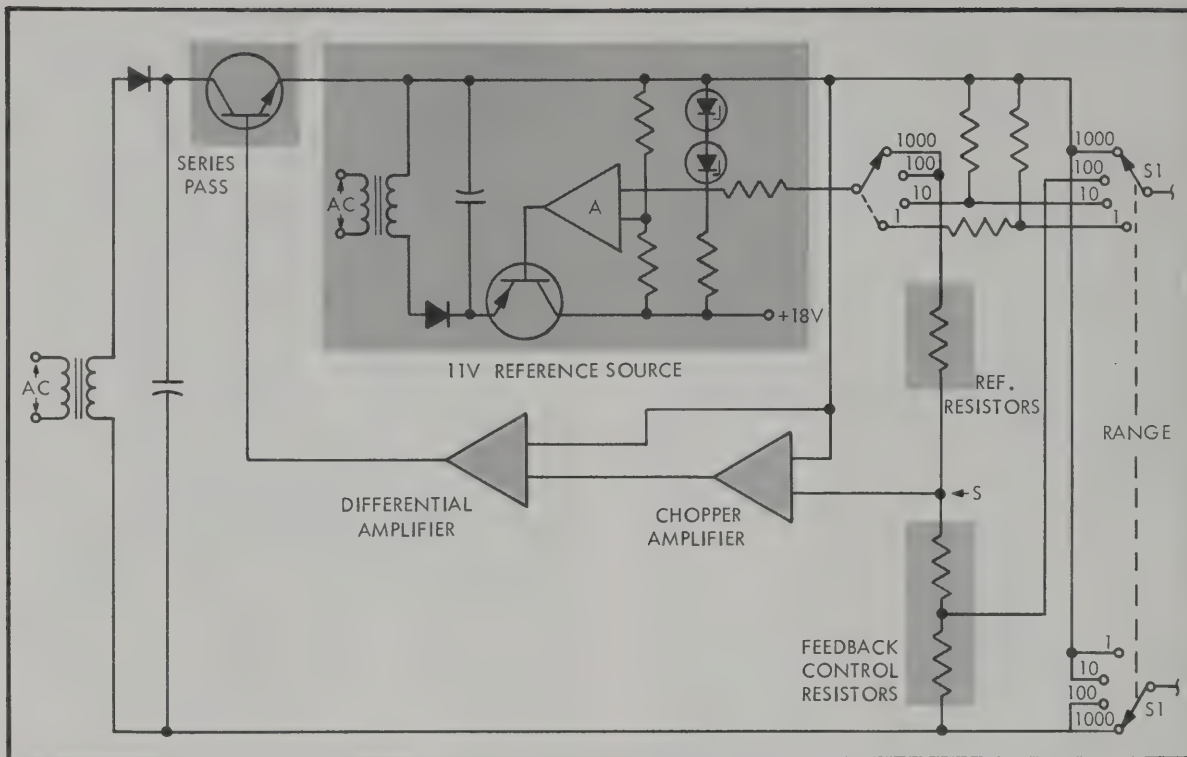 SERIES
PASS
AC
A
+18V
11V REFERENCE SOURCE
1000
100
10
1
1000
100
10
1
S1
REF.
RESISTORS
RANGE
AC
S
DIFFERENTIAL
AMPLIFIER
CHOPPER
AMPLIFIER
FEEDBACK
CONTROL
RESISTORS
1
10
100
1000
S1